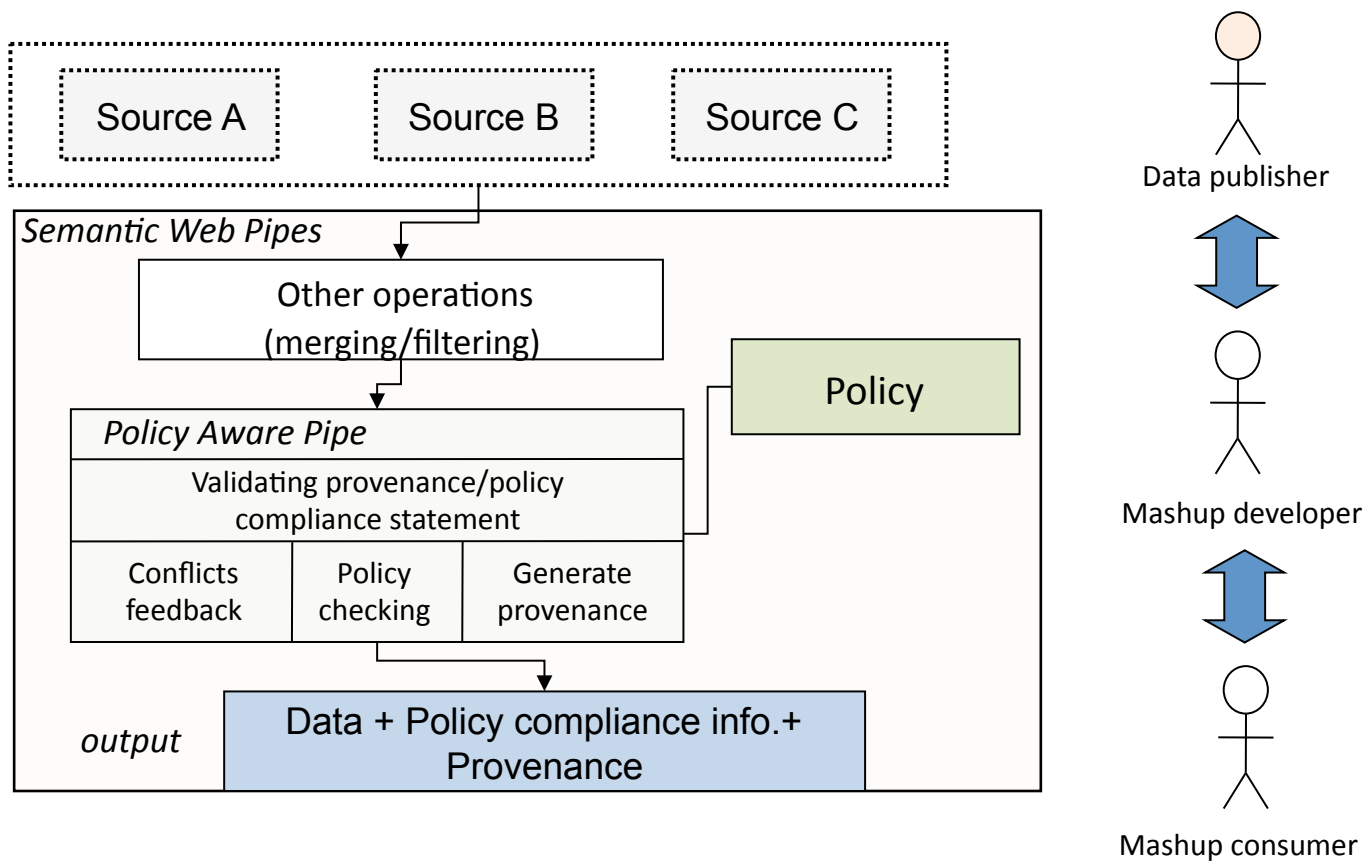 Source A
Source B
Source C
Data publisher
Semantic Web Pipes
Other operations
(merging/filtering)
Policy
Policy Aware Pipe
Validating provenance/policy
compliance statement
Conflicts
feedback
Policy
checking
Generate
provenance
Mashup developer
output
Data + Policy compliance info.+
Provenance
Mashup consumer